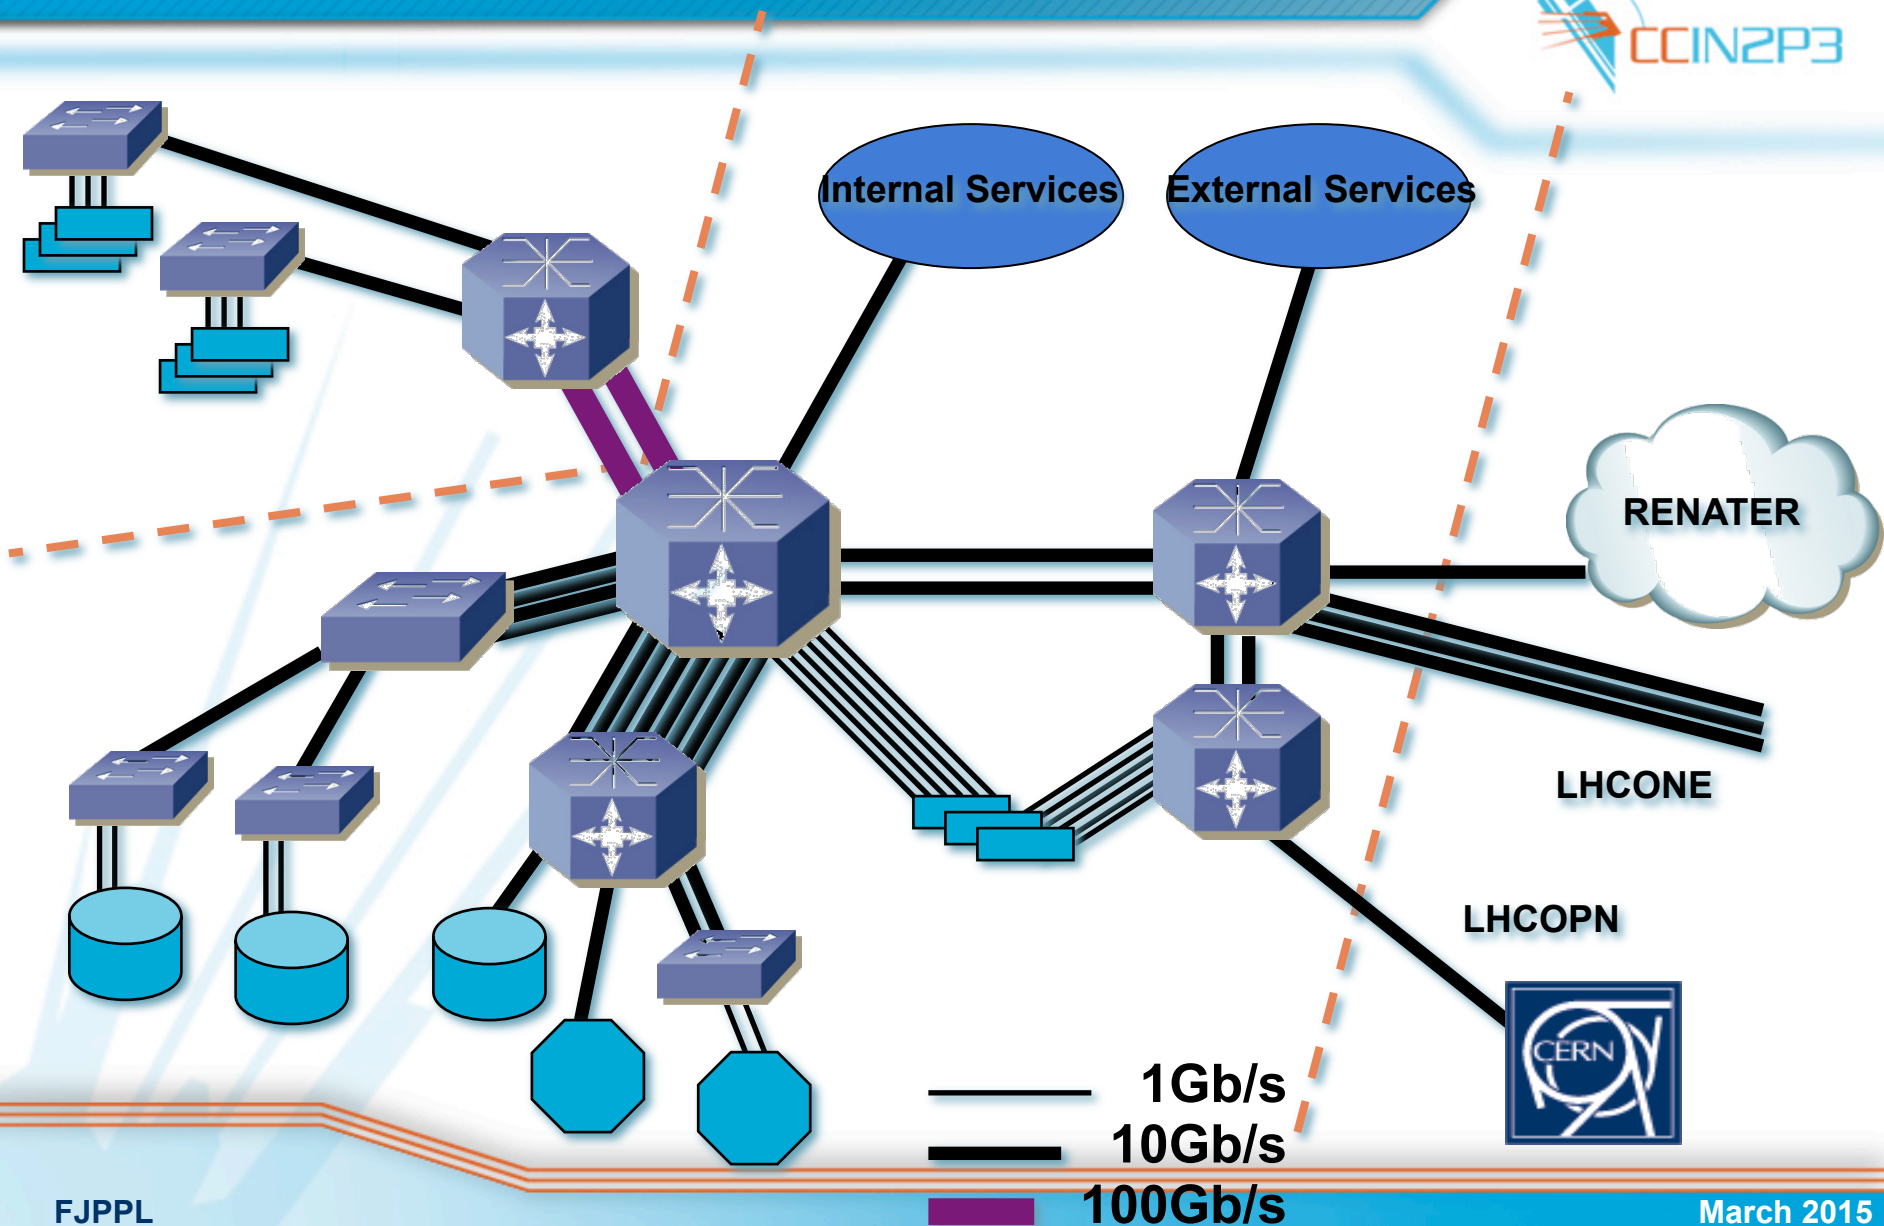 CCIN2P3
Internal Services
External Services
RENATER
LHCONE
LHCOPN
CERN
1Gb/s
10Gb/s
100Gb/s
FJPPL
March 2015